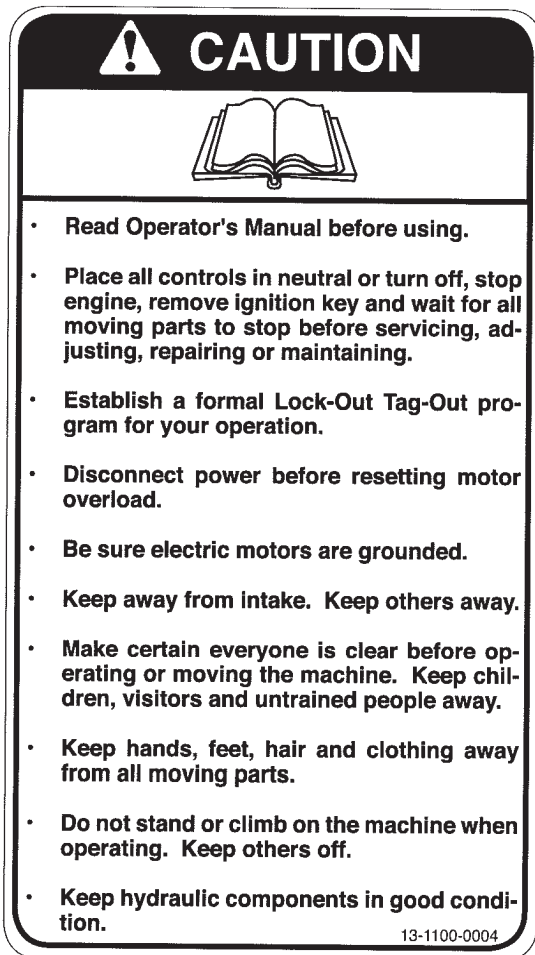 CAUTION
· Read Operator's Manual before using.
· Place all controls in neutral or turn off, stop
engine, remove ignition key and wait for all
moving parts to stop before servicing, ad-
justing, repairing or maintaining.
· Establish a formal Lock-Out Tag-Out pro-
gram for your operation.
· Disconnect power before resetting motor
overload.
· Be sure electric motors are grounded.
· Keep away from intake. Keep others away.
· Make certain everyone is clear before op-
erating or moving the machine. Keep chil-
dren, visitors and untrained people away.
· Keep hands, feet, hair and clothing away
from all moving parts.
· Do not stand or climb on the machine when
operating. Keep others off.
· Keep hydraulic components in good condi-
tion.
13-1100-0004